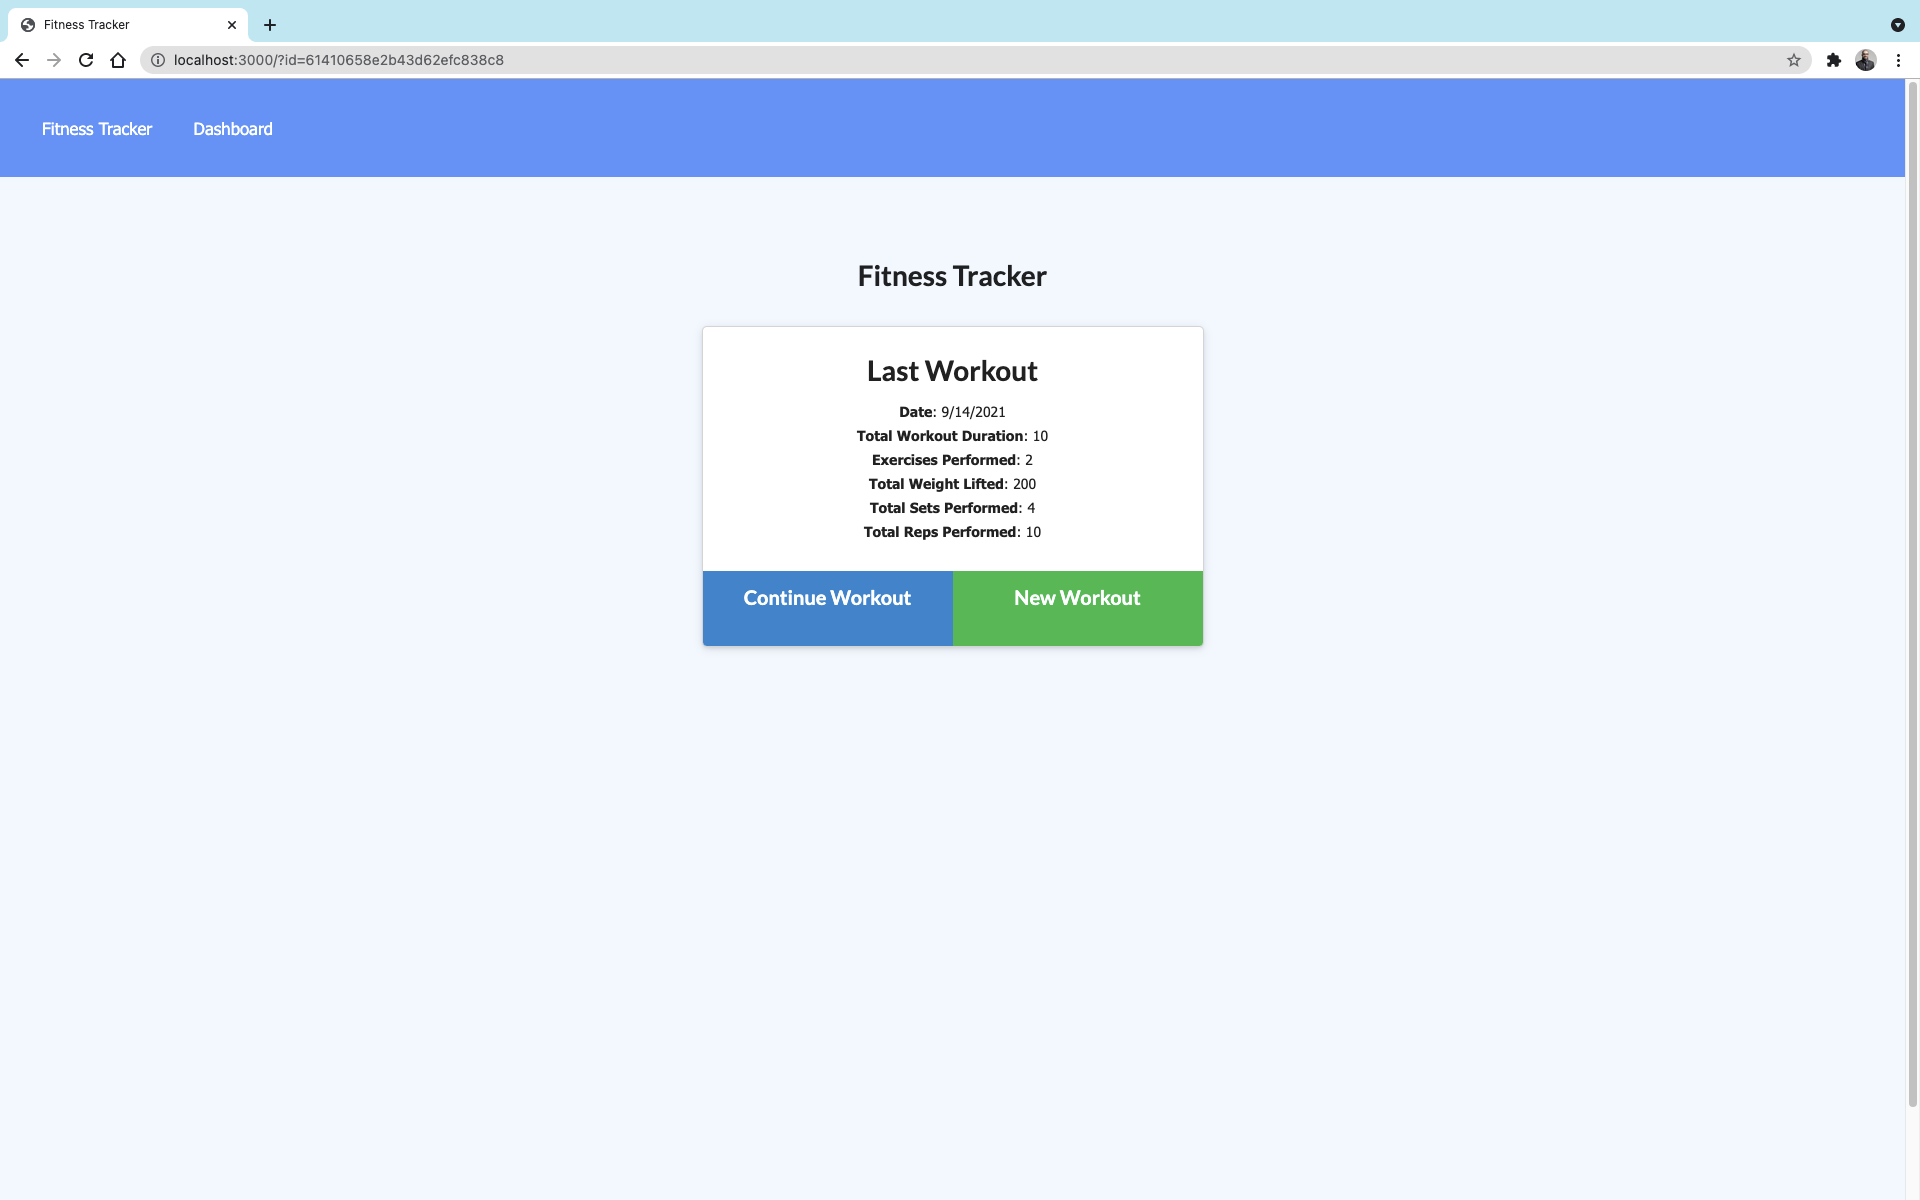 Fitness Tracker
localhost:3000/?id=61410658e2b43d62efc838c8
Fitness Tracker Dashboard
Fitness Tracker
Last Workout
Date: 9/14/2021
Total Workout Duration: 10
Exercises Performed: 2
Total Weight Lifted: 200
Total Sets Performed: 4
Total Reps Performed: 10
Continue Workout New Workout